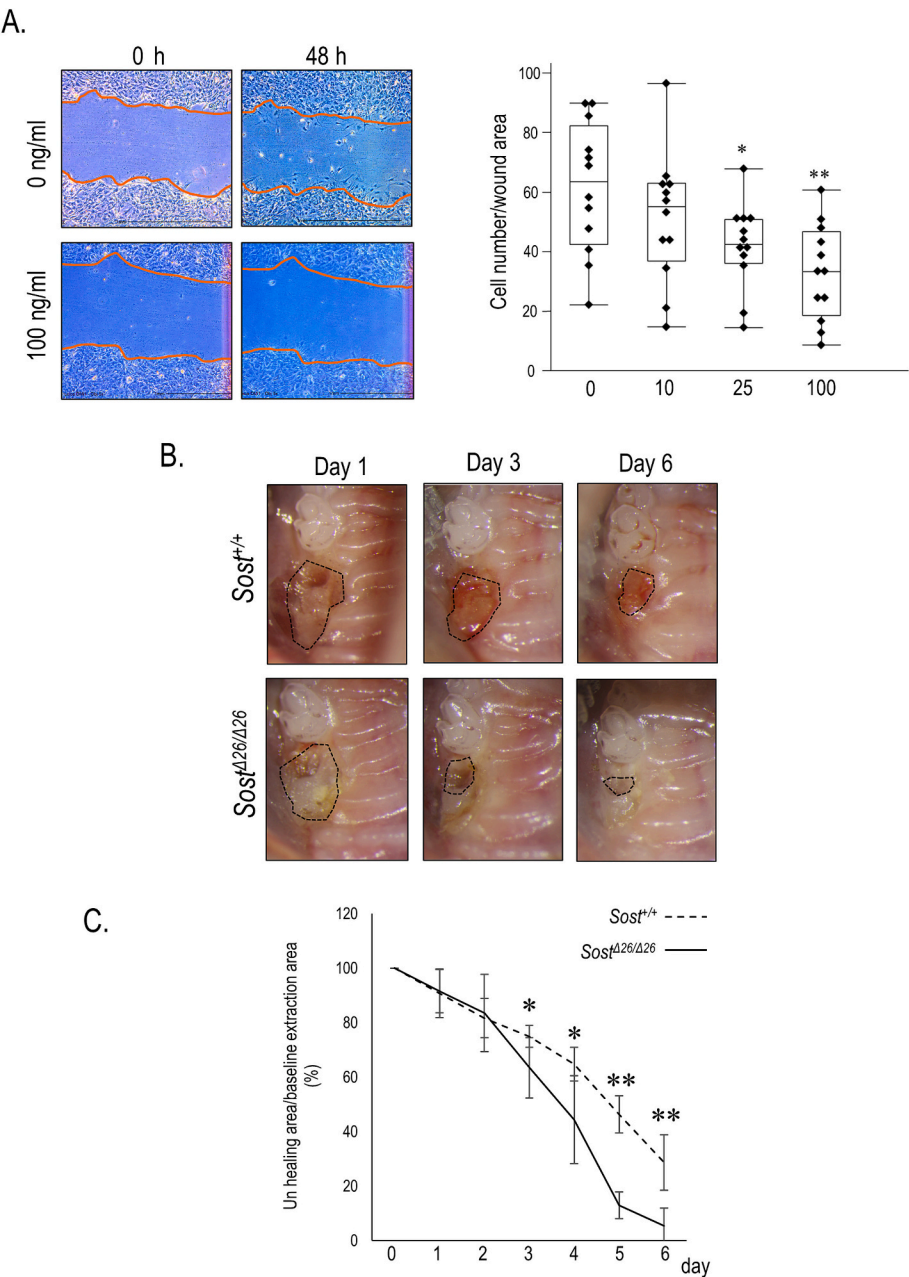 A.
0 h
48 h
0 ng/ml
100 ng/ml
Cell number/wound area
100
80
60
40
20
0
*
**
0
10
25
100
B.
Day 1
Day 3
Day 6
Sost+/+
SostΔ26/Δ26
C.
Un healing area/baseline extraction area
(%)
120
100
80
60
40
20
0
Sost+/+
SostΔ26/Δ26
*
*
**
**
0
1
2
3
4
5
6
day